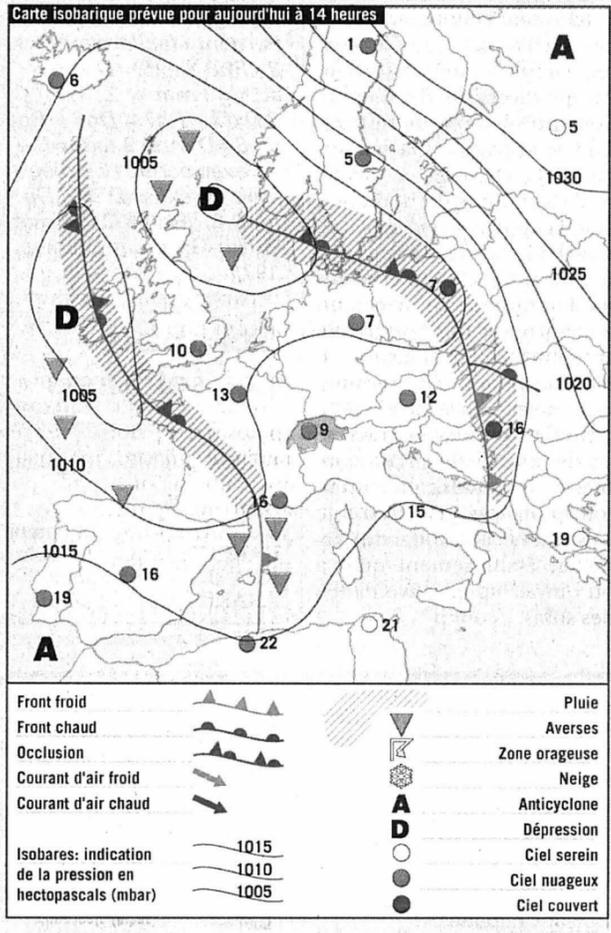 Carte isobarique prévue pour aujourd'hui à 14 heures
1
A
6
5
1005
5
1030
D
1025
7
D
7
10
1020
1005
13
12
9
16
1010
16
15
1015
19
16
19
21
22
A
Front froid
Front chaud
Occlusion
Courant d'air froid
Courant d'air chaud
Isobares: indication
de la pression en
hectopascals (mbar)
1015
1010
1005
Pluie
Averses
Zone orageuse
Neige
A Anticyclone
D Dépression
Ciel serein
Ciel nuageux
Ciel couvert